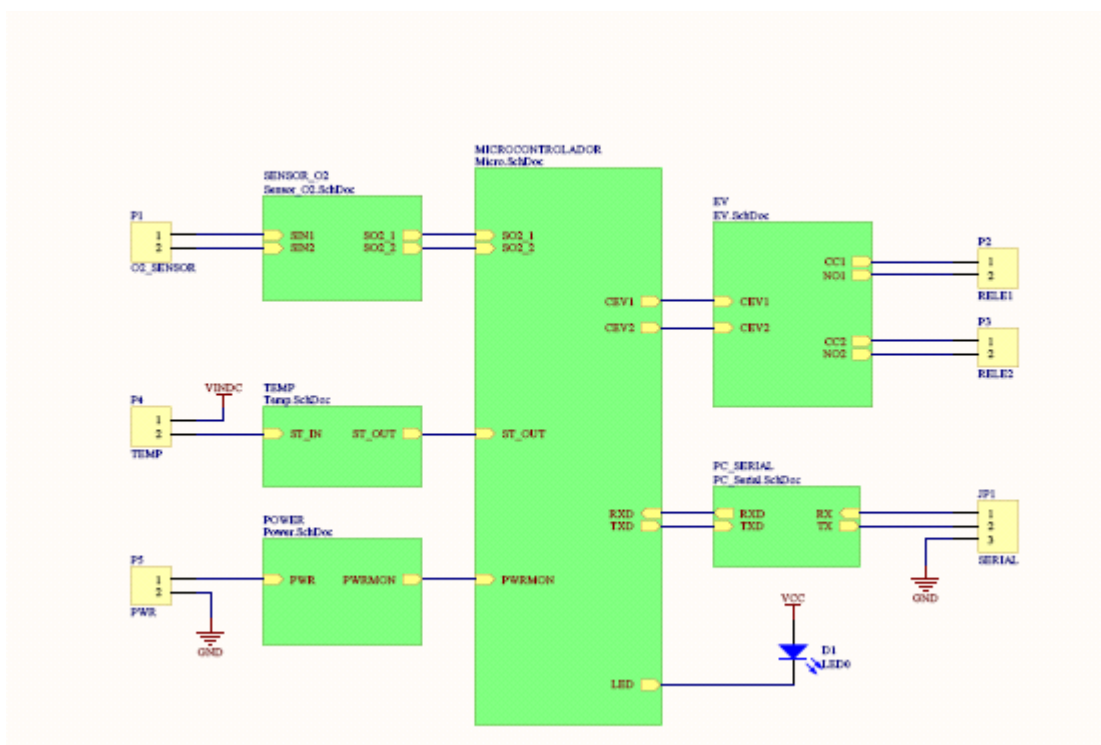 MICROCONTROLADOR
Micro.SchDoc
SENSOR_O2
Sensor_O2.SchDoc
P1
1
2
O2_SENSOR
SIN1
SIN2
SO2_1
SO2_2
SO2_1
SO2_2
EV
EV.SchDoc
CEV1
CEV2
CEV1
CEV2
CC1
NO1
CC2
NO2
P2
1
2
RELE1
P3
1
2
RELE2
VINDC
P4
1
2
TEMP
TEMP
Temp.SchDoc
ST_IN
ST_OUT
ST_OUT
PC_SERIAL
PC_Serial.SchDoc
RXD
TXD
RXD
TXD
RX
TX
JP1
1
2
3
SERIAL
GND
POWER
Power.SchDoc
P5
1
2
PWR
GND
PWR
PWRMON
PWRMON
VCC
D1
LED0
LED